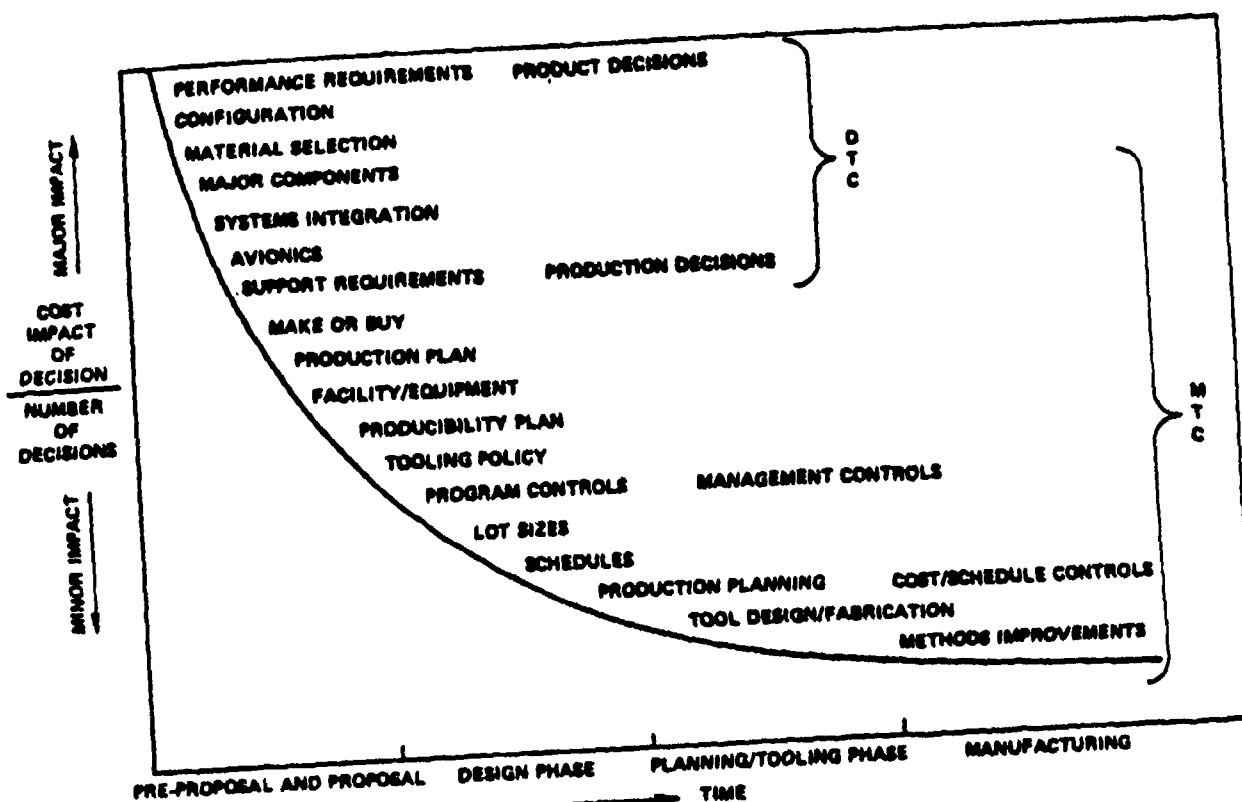 PERFORMANCE REQUIREMENTS PRODUCT DECISIONS
CONFIGURATION
MATERIAL SELECTION
MAJOR COMPONENTS
SYSTEMS INTEGRATION
AVIONICS
SUPPORT REQUIREMENTS PRODUCTION DECISIONS
MAKE OR BUY
PRODUCTION PLAN
FACILITY/EQUIPMENT
PRODUCIBILITY PLAN
TOOLING POLICY
PROGRAM CONTROLS MANAGEMENT CONTROLS
LOT SIZES
SCHEDULES
PRODUCTION PLANNING COST/SCHEDULE CONTROLS
TOOL DESIGN/FABRICATION
METHODS IMPROVEMENTS
DTC
MTC
MAJOR IMPACT
COST
IMPACT
OF
DECISION
NUMBER
OF
DECISIONS
MINOR IMPACT
PRE-PROPOSAL AND PROPOSAL DESIGN PHASE PLANNING/TOOLING PHASE MANUFACTURING
TIME